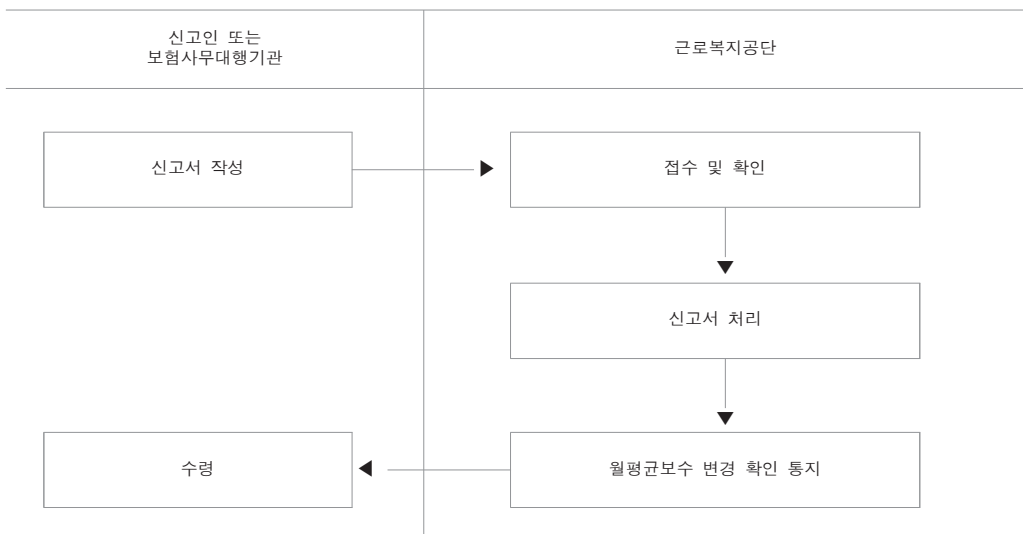 신고인 또는
보험사무대행기관
근로복지공단
신고서 작성
접수 및 확인
신고서 처리
수령
월평균보수 변경 확인 통지